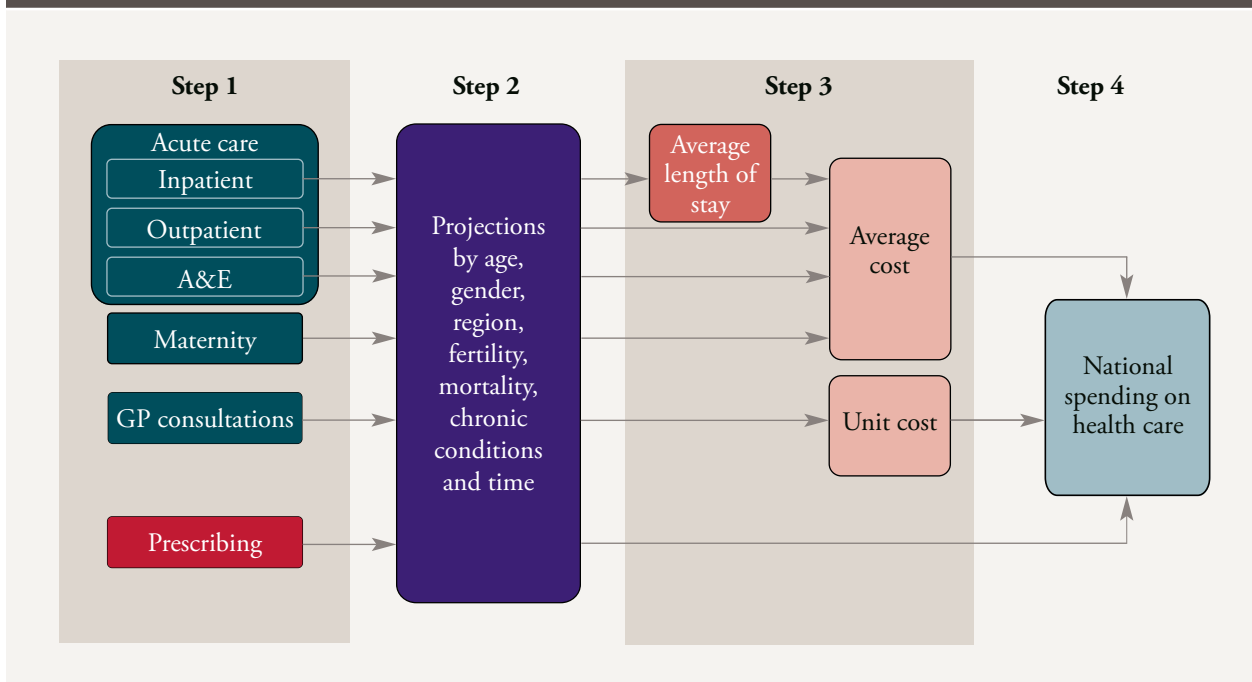 Step 1
Step 2
Step 3
Step 4
Acute care
Inpatient
Outpatient
A&E
Maternity
GP consultations
Prescribing
Projections
by age,
gender,
region,
fertility,
mortality,
chronic
conditions
and time
Average
length of
stay
Average
cost
Unit cost
National
spending on
health care